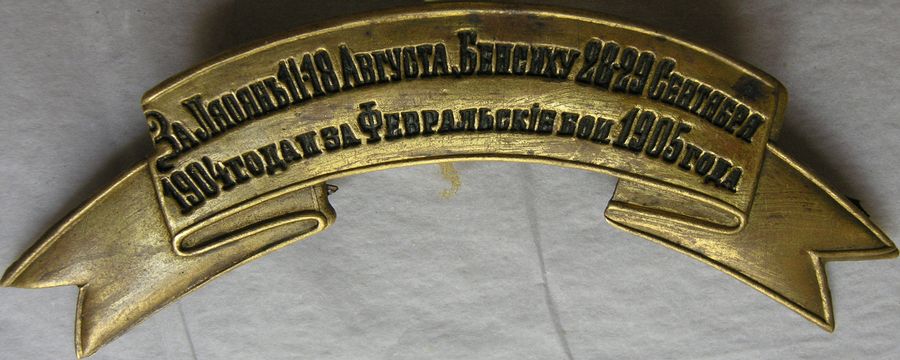 За Ляоянъ 11-18 Августа, Бенсиху 28-29 Сентября
1904 года и за Февральскіе бои 1905 года